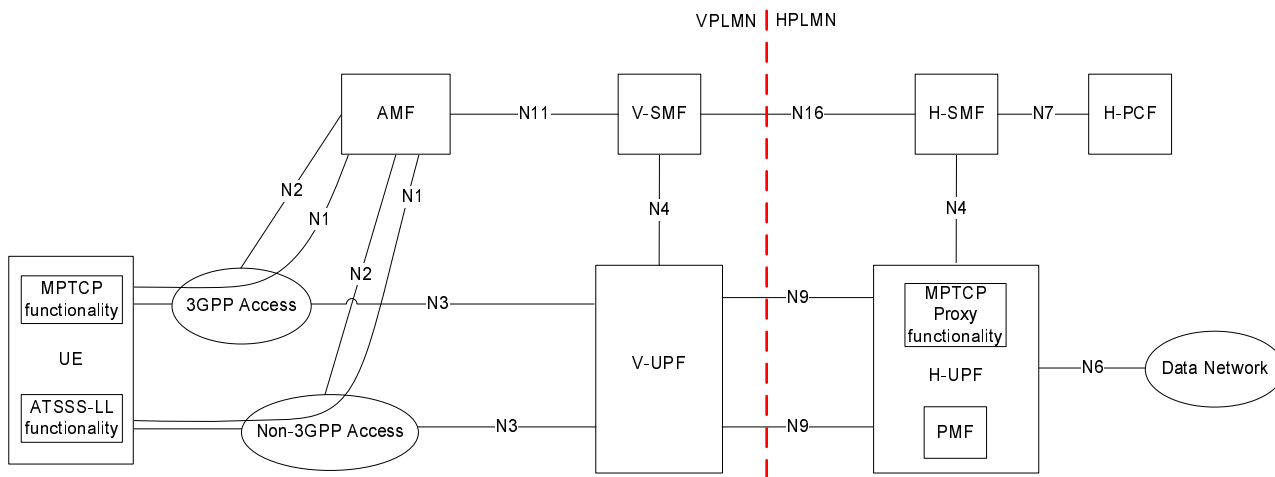 VPLMN
HPLMN
AMF
N11
V-SMF
N16
H-SMF
N7
H-PCF
N2
N1
N1
N4
N4
N2
MPTCP
functionality
UE
ATSSS-LL
functionality
3GPP Access
Non-3GPP Access
N3
N3
V-UPF
N9
N9
MPTCP
Proxy
functionality
H-UPF
PMF
N6
Data Network